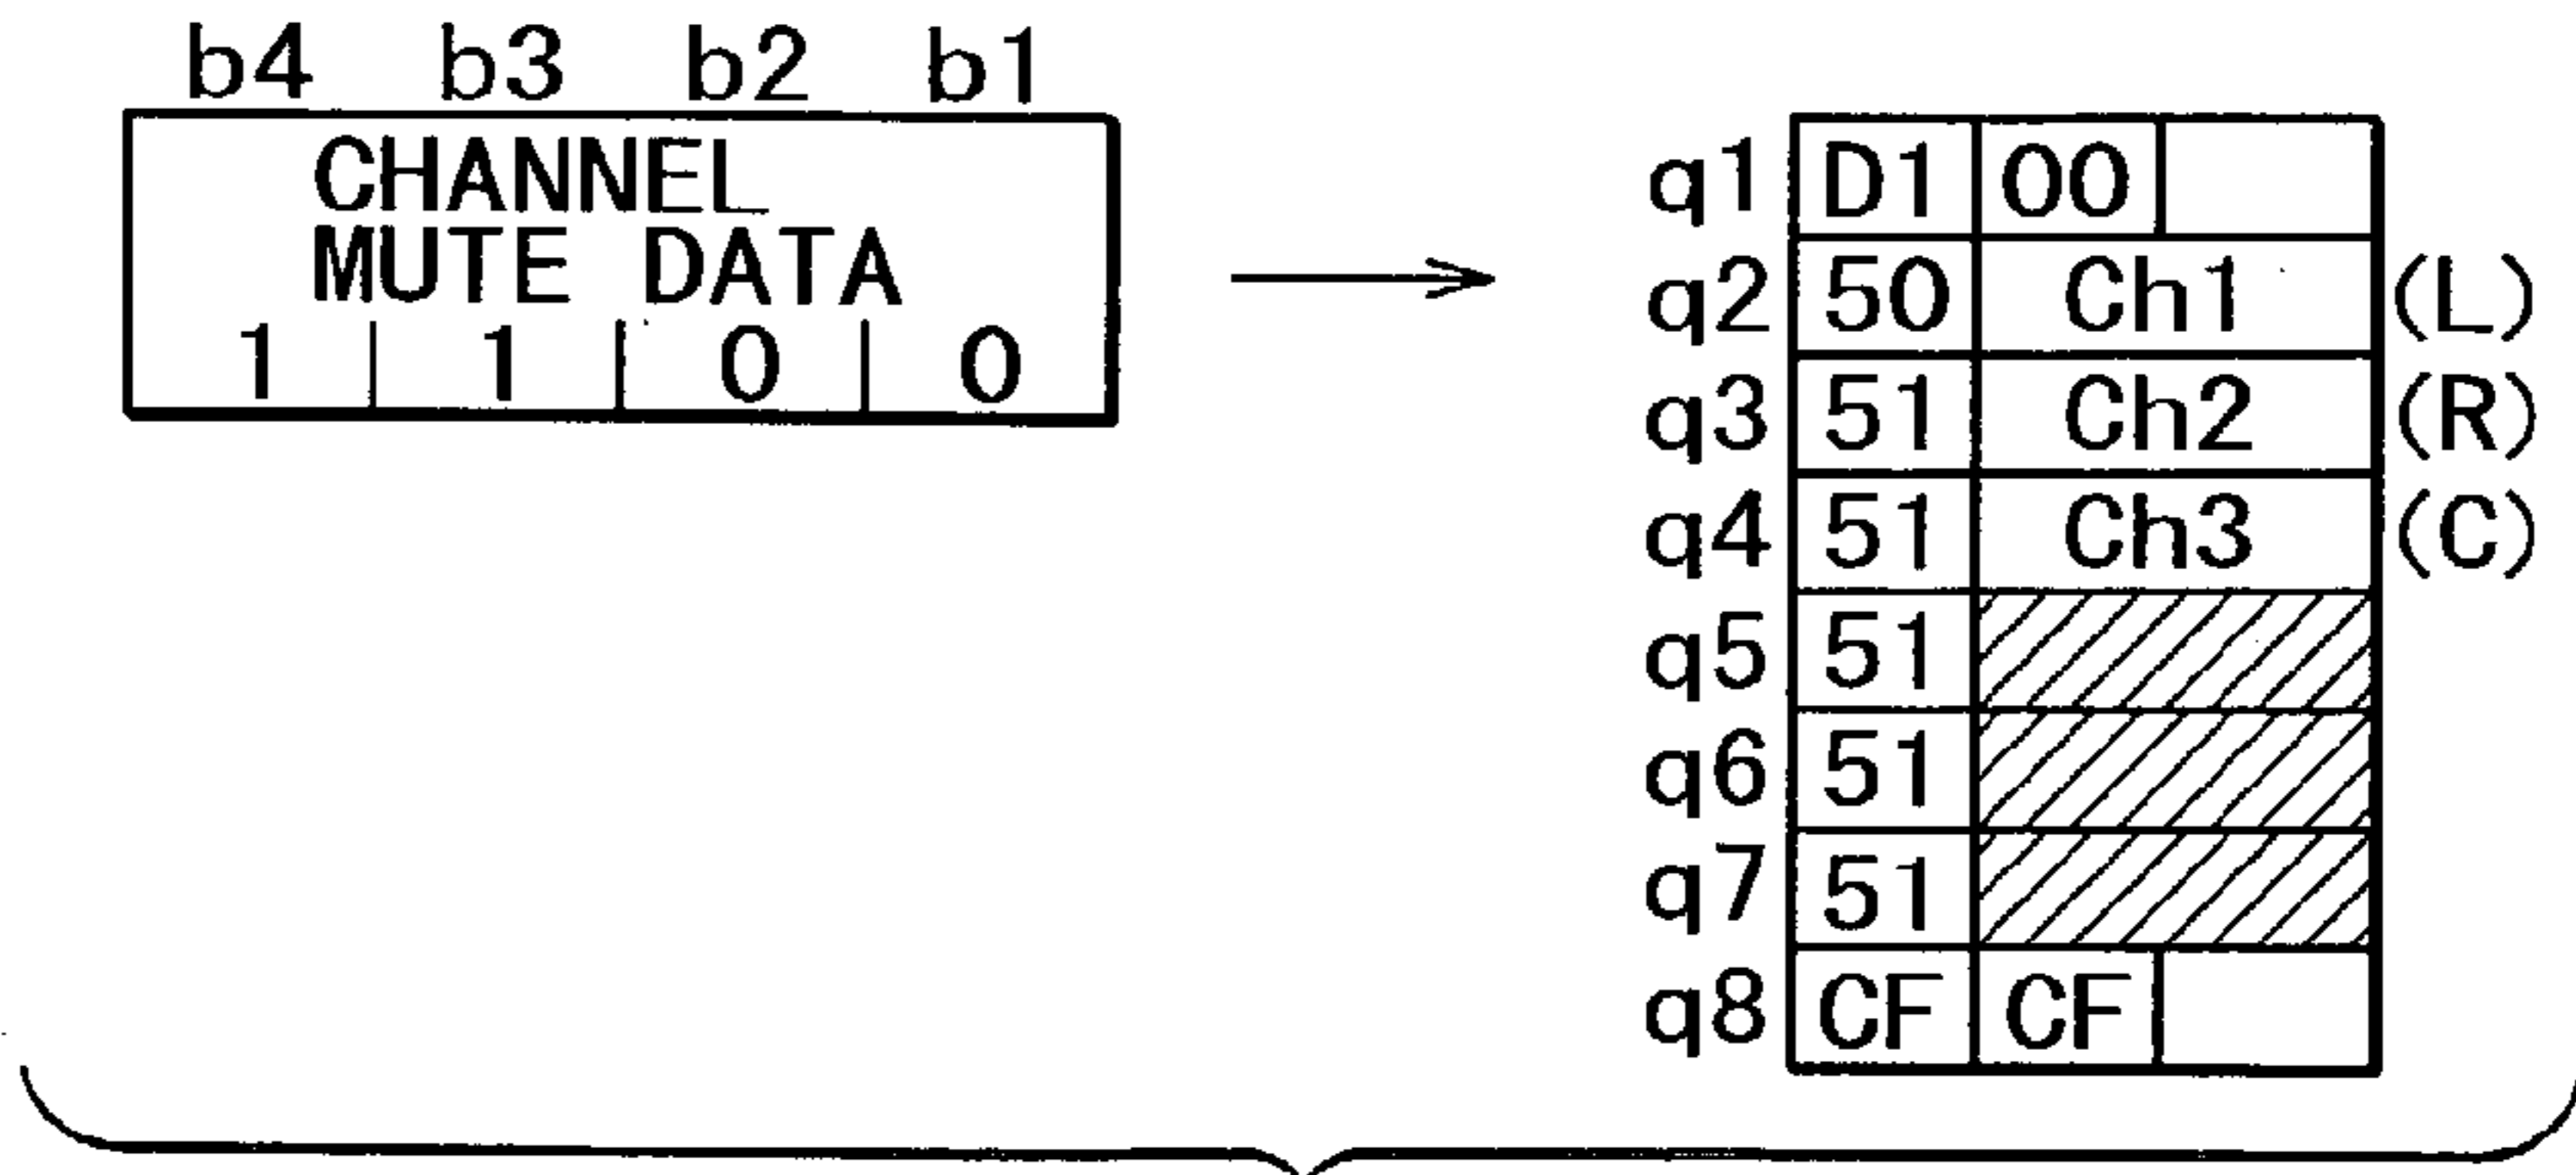 b4 b3 b2 b1
CHANNEL
MUTE DATA
1 1 0 0
q1 D1 00
q2 50 Ch1 (L)
q3 51 Ch2 (R)
q4 51 Ch3 (C)
q5 51
q6 51
q7 51
q8 CF CF